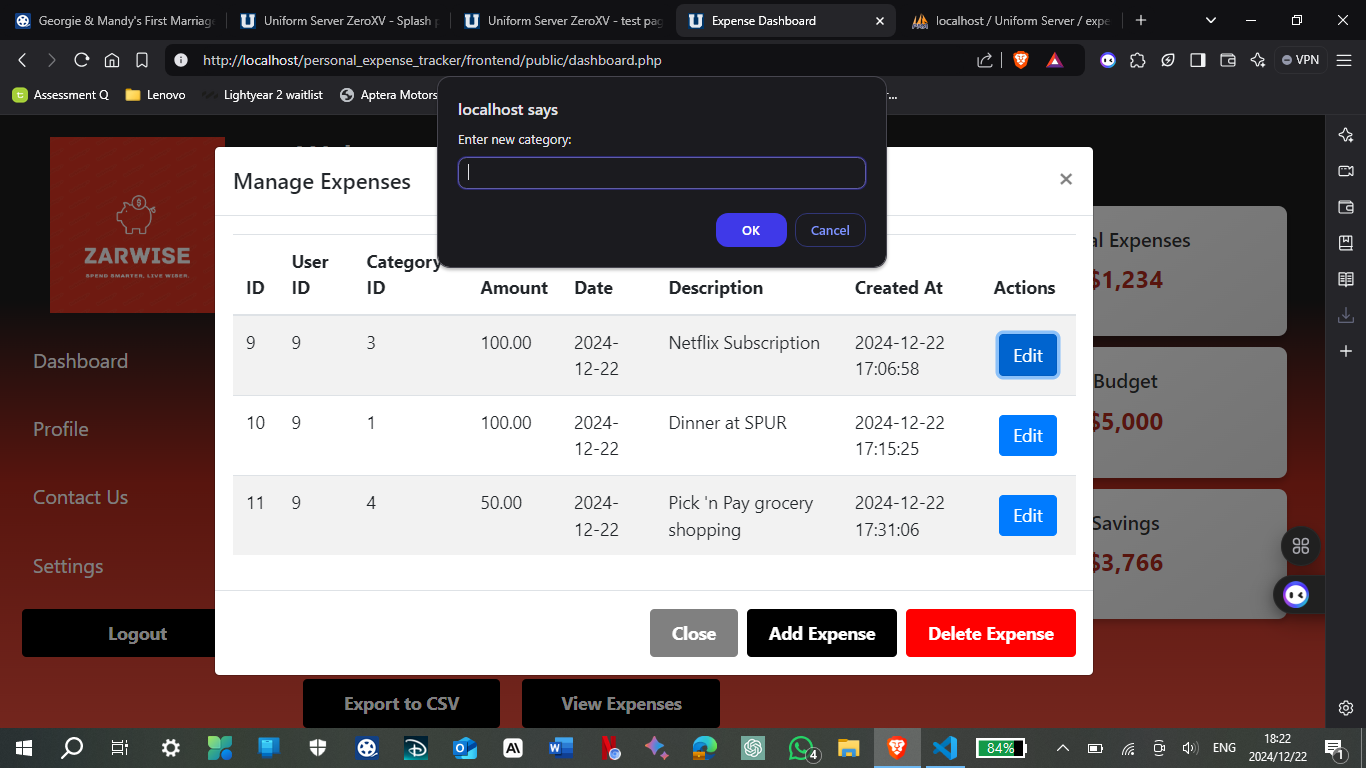 Georgie & Mandy's First Marriage
Uniform Server ZeroXV - Splash p
Uniform Server ZeroXV - test pag
Expense Dashboard
localhost / Uniform Server / expe
http://localhost/personal_expense_tracker/frontend/public/dashboard.php
VPN
Assessment Q
Lenovo
Lightyear 2 waitlist
Aptera Motors
r...
localhost says
Enter new category:
OK
Cancel
ZARWISE
SPEND SMARTER, LIVE WISER.
Dashboard
Profile
Contact Us
Settings
Logout
Manage Expenses
×
ID User ID Category ID Amount Date Description Created At Actions
9 9 3 100.00 2024-12-22 Netflix Subscription 2024-12-22 17:06:58 Edit
10 9 1 100.00 2024-12-22 Dinner at SPUR 2024-12-22 17:15:25 Edit
11 9 4 50.00 2024-12-22 Pick 'n Pay grocery shopping 2024-12-22 17:31:06 Edit
Close Add Expense Delete Expense
al Expenses
$1,234
Budget
$5,000
Savings
$3,766
Export to CSV
View Expenses
84%
ENG
18:22
2024/12/22
4
1